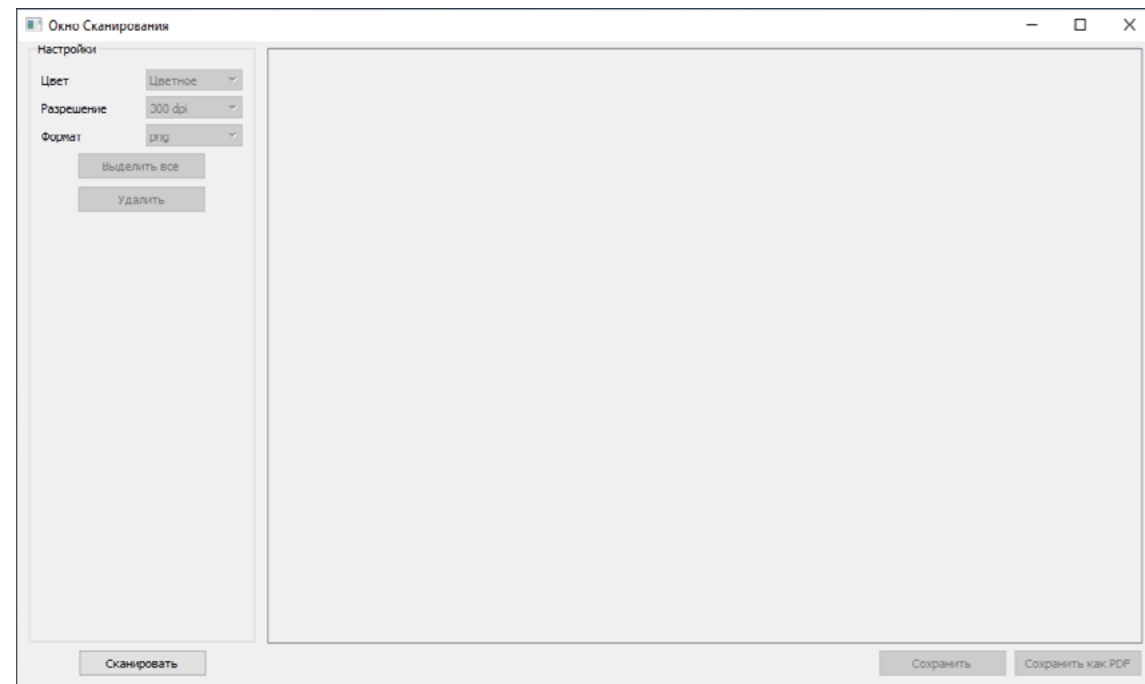 Окно Сканирования
Настройки
Цвет Цветное
Разрешение 300 dpi
Формат png
Выделить все
Удалить
Сканировать
Сохранить
Сохранить как PDF